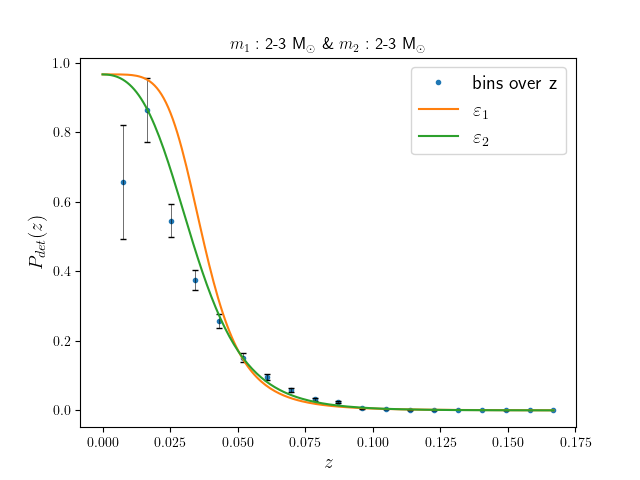 m₁ : 2-3 M☉ & m₂ : 2-3 M☉
1.0
0.8
0.6
0.4
0.2
0.0
P_det(z)
bins over z
ε₁
ε₂
0.000 0.025 0.050 0.075 0.100 0.125 0.150 0.175
z